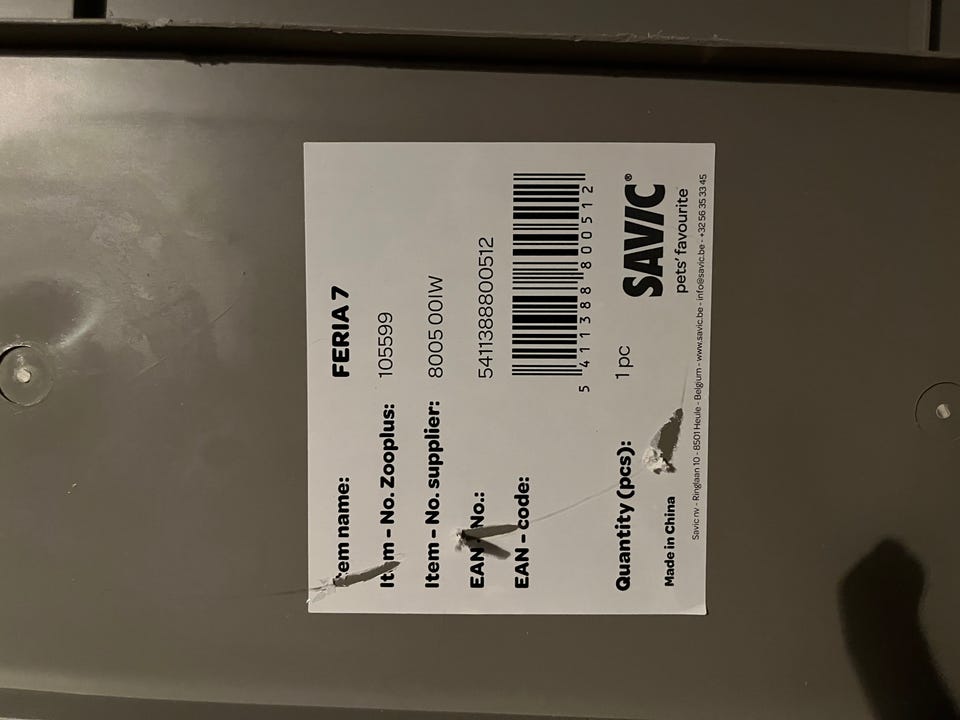 Item name: FERIA 7
Item - No. Zooplus: 105599
Item - No. supplier: 8005 00IW
EAN - No.: 5411388800512
EAN - code:
5 411388 800512
Quantity (pcs): 1 pc
SAVIC®
pets' favourite
Made in China
Savic nv - Ringlaan 10 - 8501 Heule - Belgium - www.savic.be - info@savic.be - +32 56 35 33 45